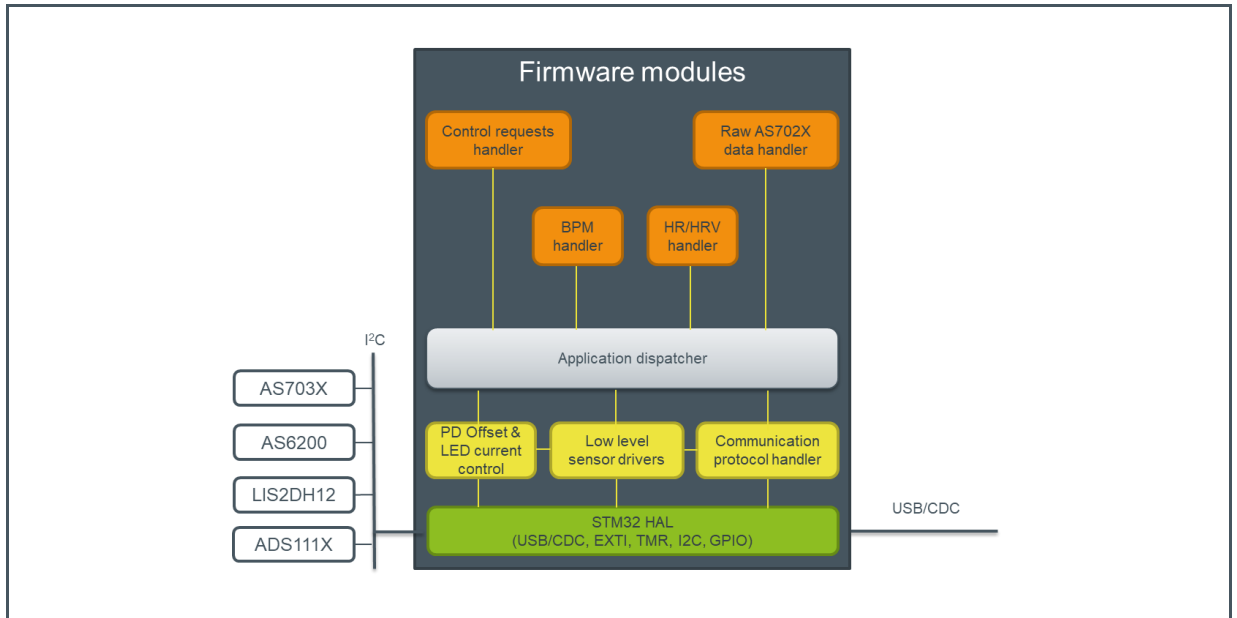 Firmware modules
Control requests
handler
Raw AS702X
data handler
BPM
handler
HR/HRV
handler
I²C
Application dispatcher
AS703X
AS6200
LIS2DH12
ADS111X
PD Offset &
LED current
control
Low level
sensor drivers
Communication
protocol handler
STM32 HAL
(USB/CDC, EXTI, TMR, I2C, GPIO)
USB/CDC